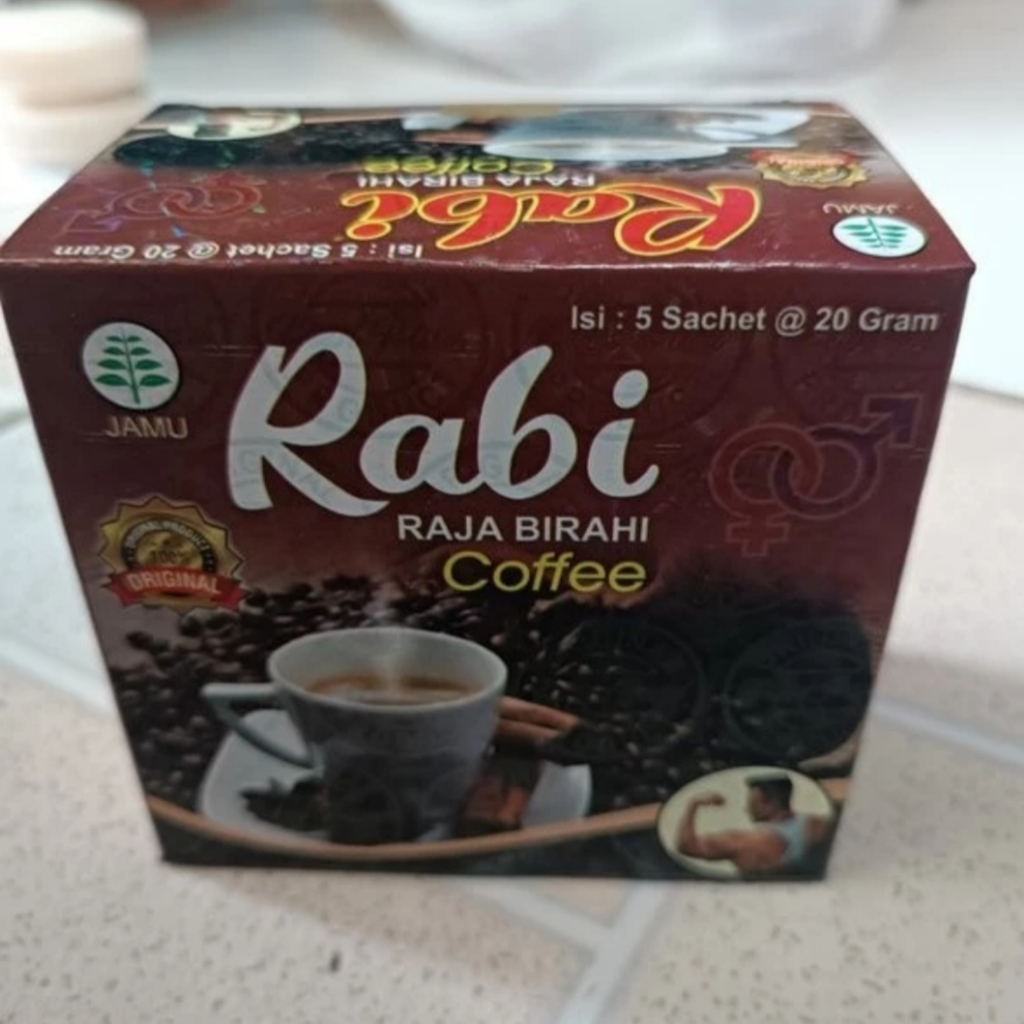 Coffee
RAJA BIRAHI
Rabi
JAMU
Isi : 5 Sachet @ 20 Gram
Isi : 5 Sachet @ 20 Gram
JAMU
Rabi
RAJA BIRAHI
Coffee
100%
ORIGINAL